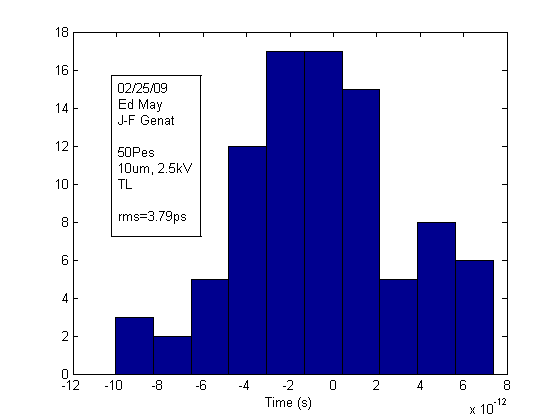 18
16
14
12
10
8
6
4
2
0
02/25/09
Ed May
J-F Genat
50Pes
10um, 2.5kV
TL
rms=3.79ps
-12 -10 -8 -6 -4 -2 0 2 4 6 8
Time (s)
x 10^-12